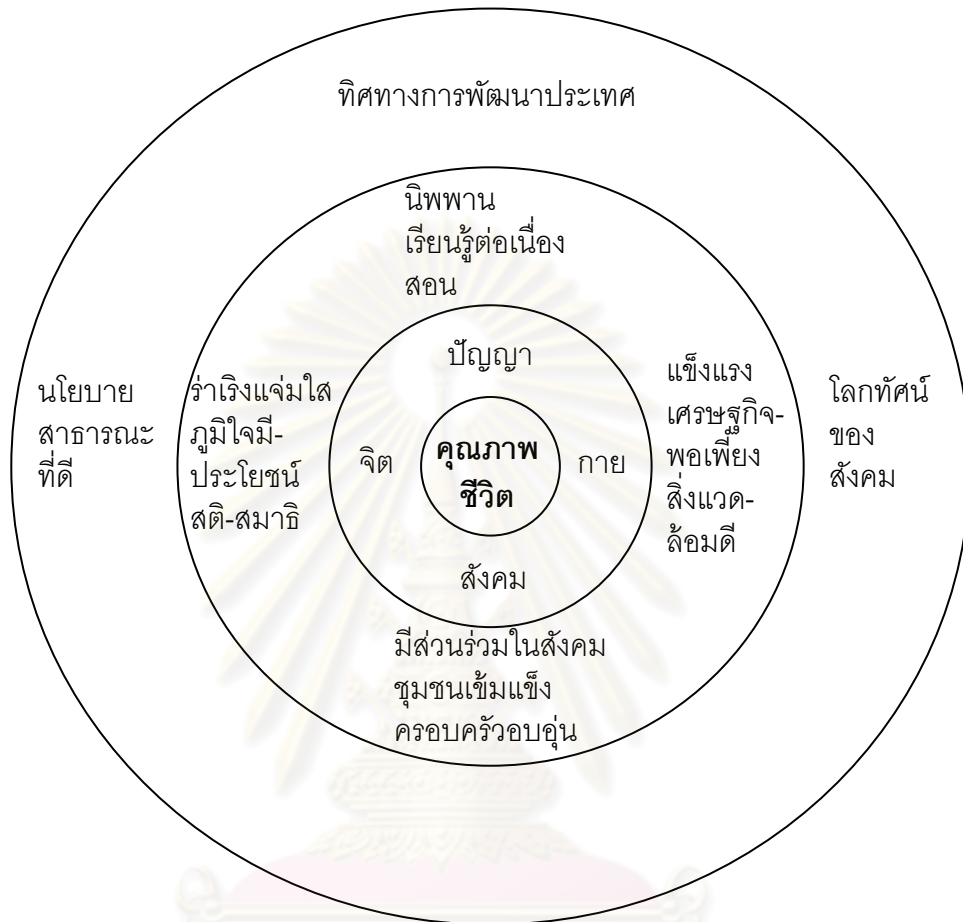 ทิศทางการพัฒนาประเทศ
นิพพาน
เรียนรู้ต่อเนื่อง
สอน
ปัญญา
นโยบาย
สาธารณะ
ที่ดี
ร่าเริงแจ่มใส
ภูมิใจมี-
ประโยชน์
สติ-สมาธิ
จิต
คุณภาพ
ชีวิต
กาย
แข็งแรง
เศรษฐกิจ-
พอเพียง
สิ่งแวด-
ล้อมดี
โลกทัศน์
ของ
สังคม
สังคม
มีส่วนร่วมในสังคม
ชุมชนเข้มแข็ง
ครอบครัวอบอุ่น